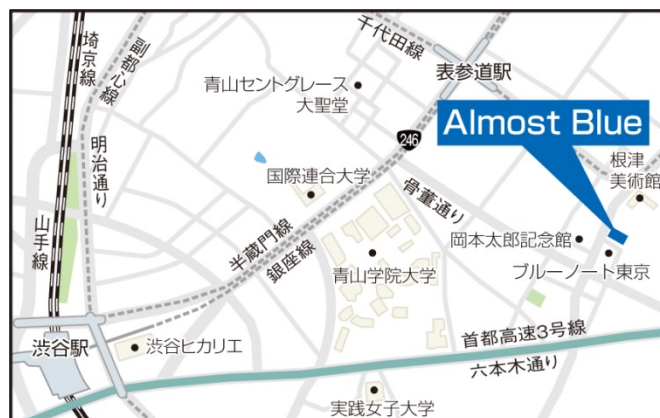 千代田線
埼京線
副都心線
表参道駅
青山セントグレース
大聖堂
Almost Blue
246
明治通り
根津
美術館
国際連合大学
骨董通り
山手線
半蔵門線
銀座線
岡本太郎記念館
青山学院大学
ブルーノート東京
首都高速3号線
渋谷駅
渋谷ヒカリエ
六本木通り
実践女子大学